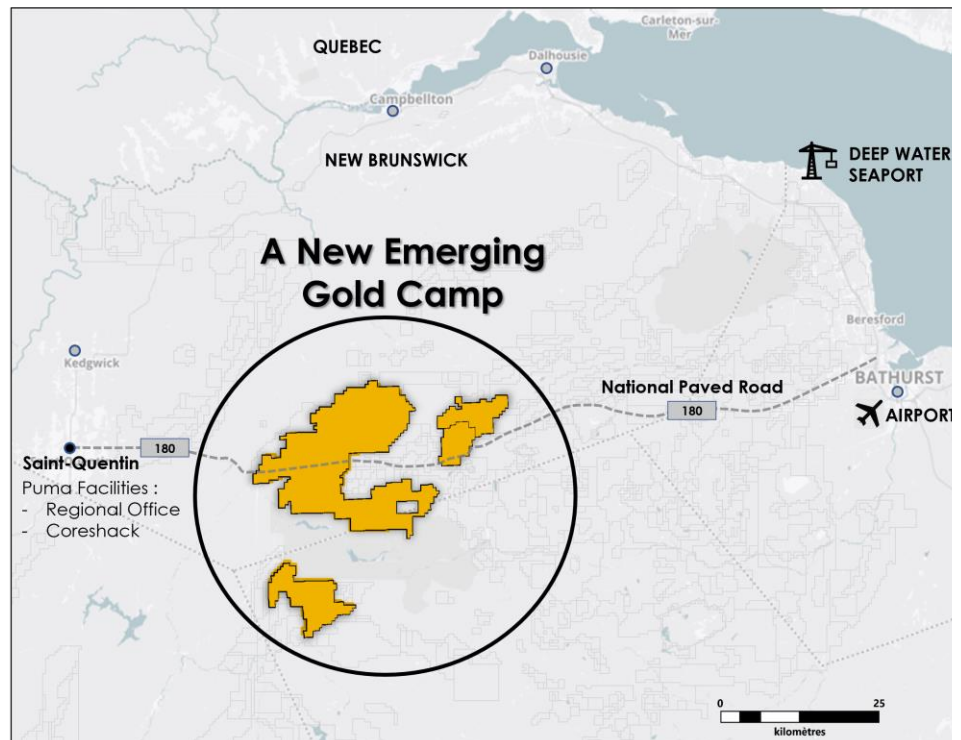 Carleton-sur-
Mer
QUEBEC
Dalhousie
Campbellton
NEW BRUNSWICK
DEEP WATER
SEAPORT
A New Emerging
Gold Camp
Beresford
Kedgwick
National Paved Road
BATHURST
180
AIRPORT
180
Saint-Quentin
Puma Facilities :
- Regional Office
- Coreshack
0 25
kilomètres